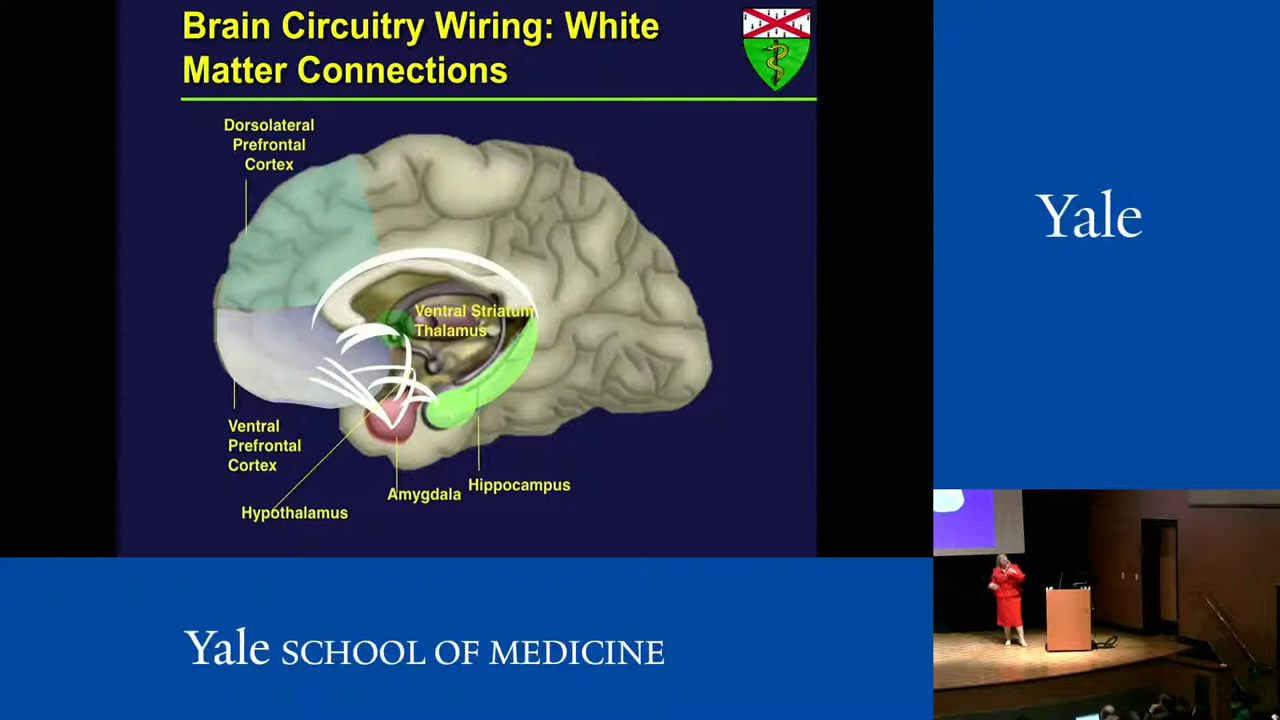 Brain Circuitry Wiring: White
Matter Connections
Dorsolateral
Prefrontal
Cortex
Ventral Striatum
Thalamus
Ventral
Prefrontal
Cortex
Hypothalamus
Amygdala
Hippocampus
Yale
Yale SCHOOL OF MEDICINE